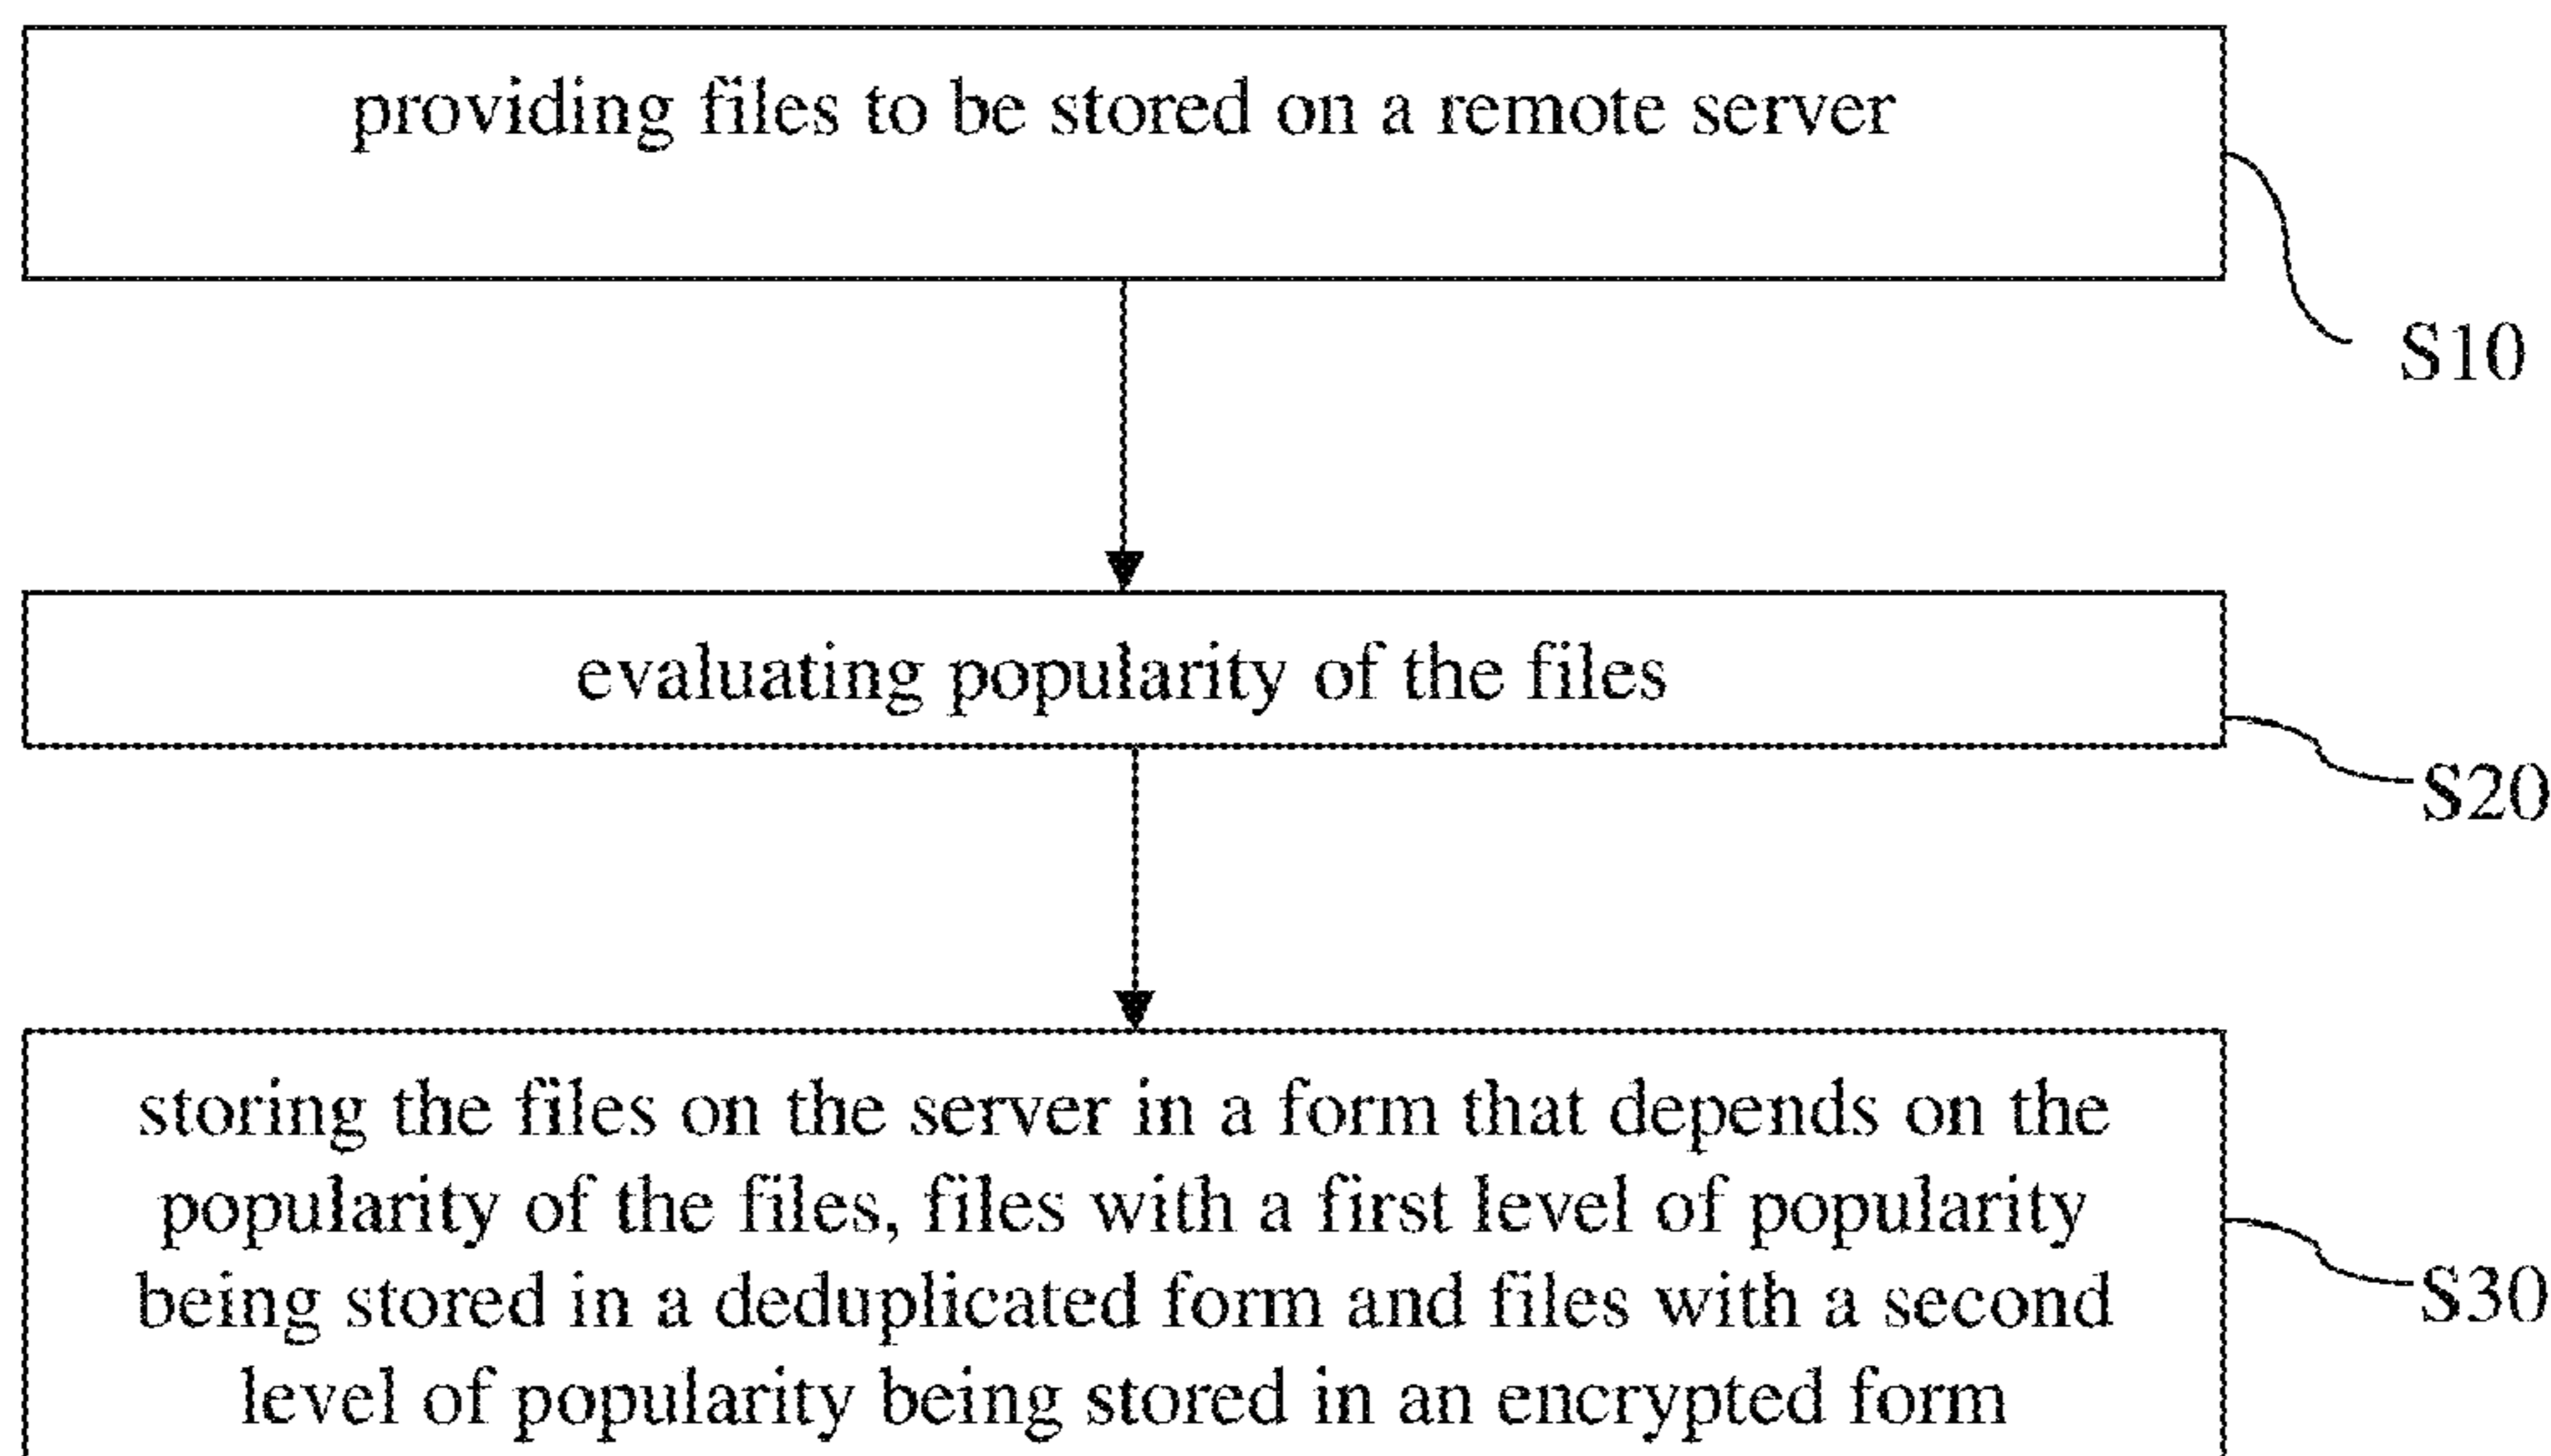 providing files to be stored on a remote server
S10
evaluating popularity of the files
S20
storing the files on the server in a form that depends on the
popularity of the files, files with a first level of popularity
being stored in a deduplicated form and files with a second
level of popularity being stored in an encrypted form
S30